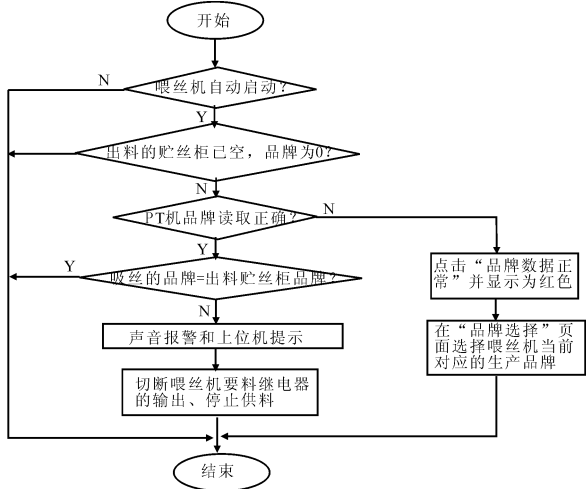 开始
N
喂丝机自动启动?
Y
出料的贮丝柜已空，品牌为0?
N
PT机品牌读取正确?
N
Y
点击“品牌数据正
常”并显示为红色
Y
吸丝的品牌=出料贮丝柜品牌?
N
声音报警和上位机提示
在“品牌选择”页
面选择喂丝机当前
对应的生产品牌
切断喂丝机要料继电器
的输出、停止供料
结束